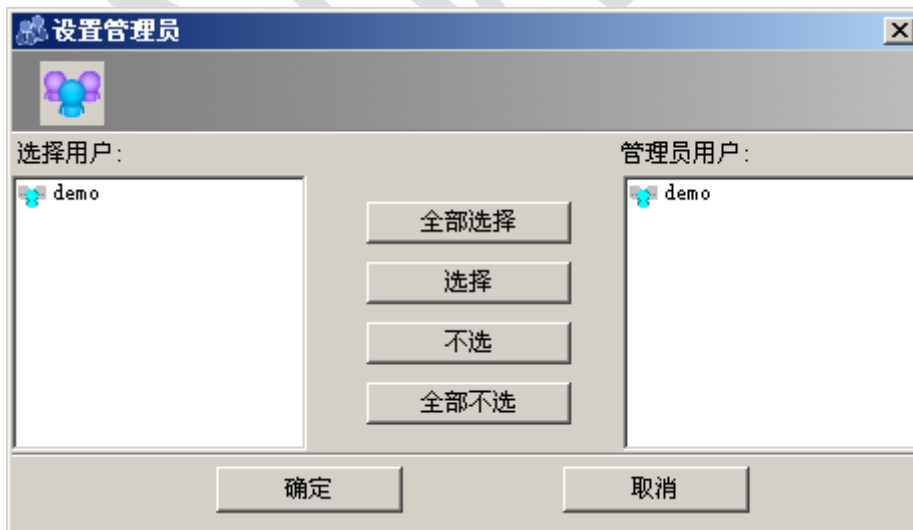 设置管理员
选择用户:
管理员用户:
demo
demo
全部选择
选择
不选
全部不选
确定
取消